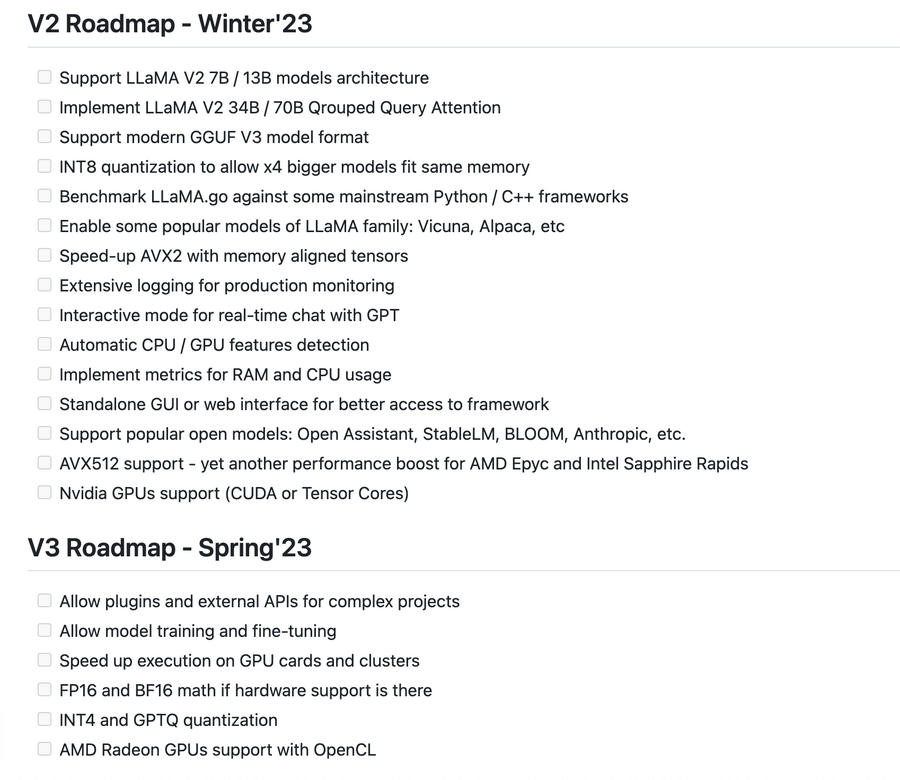 V2 Roadmap - Winter'23
Support LLaMA V2 7B / 13B models architecture
Implement LLaMA V2 34B / 70B Qrouped Query Attention
Support modern GGUF V3 model format
INT8 quantization to allow x4 bigger models fit same memory
Benchmark LLaMA.go against some mainstream Python / C++ frameworks
Enable some popular models of LLaMA family: Vicuna, Alpaca, etc
Speed-up AVX2 with memory aligned tensors
Extensive logging for production monitoring
Interactive mode for real-time chat with GPT
Automatic CPU / GPU features detection
Implement metrics for RAM and CPU usage
Standalone GUI or web interface for better access to framework
Support popular open models: Open Assistant, StableLM, BLOOM, Anthropic, etc.
AVX512 support - yet another performance boost for AMD Epyc and Intel Sapphire Rapids
Nvidia GPUs support (CUDA or Tensor Cores)
V3 Roadmap - Spring'23
Allow plugins and external APIs for complex projects
Allow model training and fine-tuning
Speed up execution on GPU cards and clusters
FP16 and BF16 math if hardware support is there
INT4 and GPTQ quantization
AMD Radeon GPUs support with OpenCL